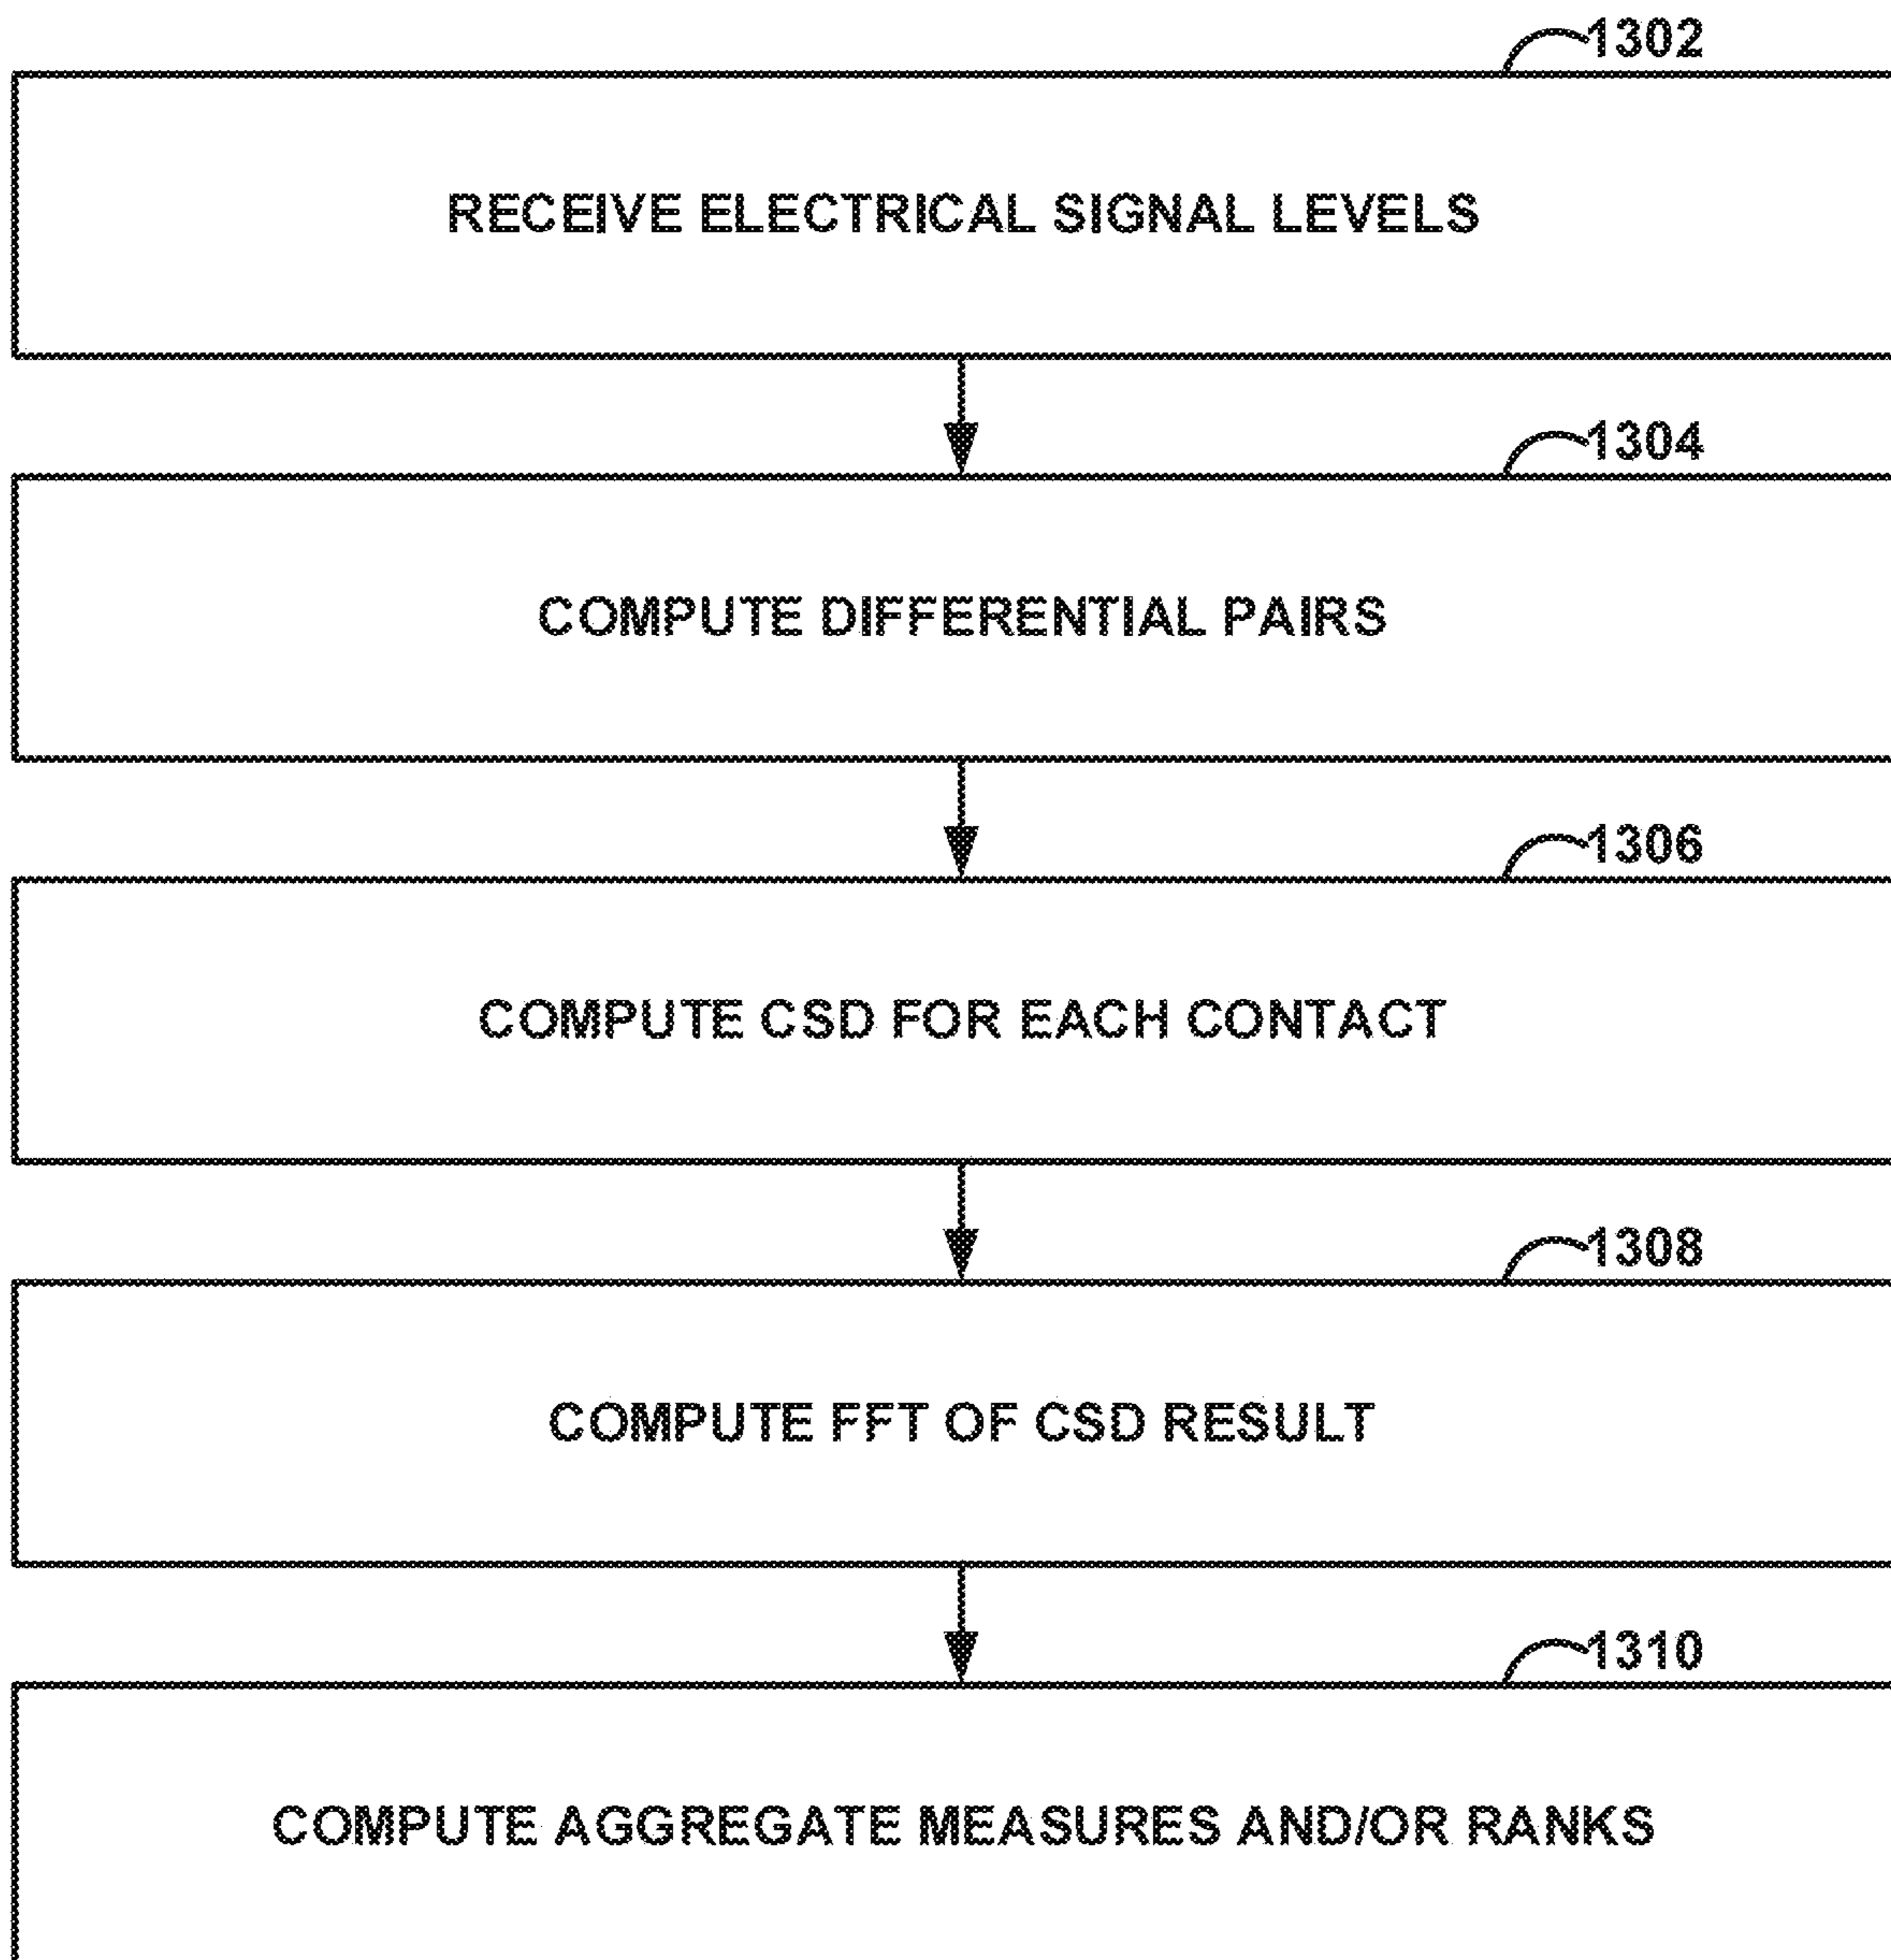 1302
RECEIVE ELECTRICAL SIGNAL LEVELS
1304
COMPUTE DIFFERENTIAL PAIRS
1306
COMPUTE CSD FOR EACH CONTACT
1308
COMPUTE FFT OF CSD RESULT
1310
COMPUTE AGGREGATE MEASURES AND/OR RANKS